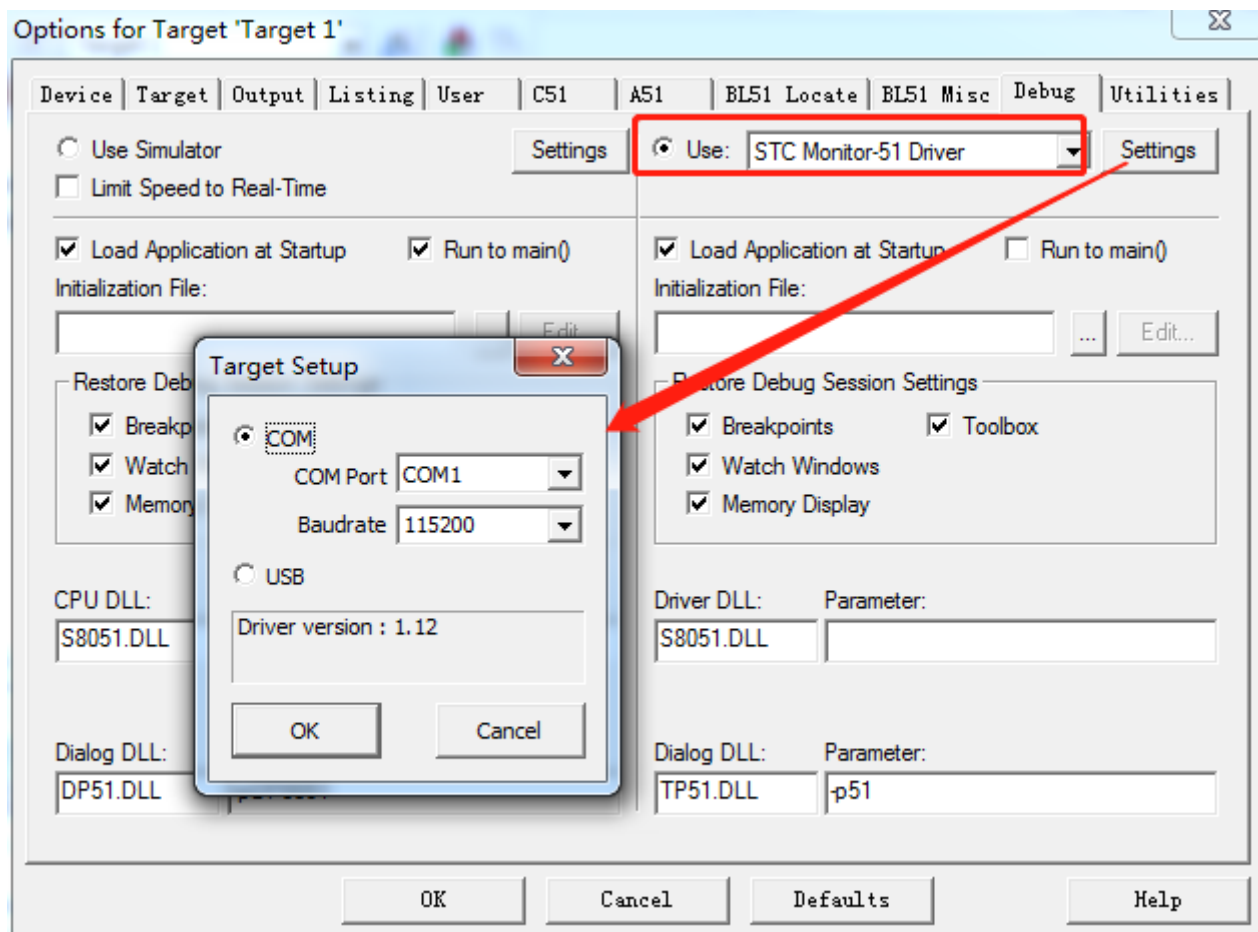 Options for Target 'Target 1'
Device Target Output Listing User C51 A51 BL51 Locate BL51 Misc Debug Utilities
Use Simulator Settings Use: STC Monitor-51 Driver Settings
Limit Speed to Real-Time
Load Application at Startup Run to main() Load Application at Startup Run to main()
Initialization File: Initialization File:
Edit... ... Edit...
Target Setup
Restore Debug Session Settings
Breakpoints Toolbox
Watch COM Watch Windows
COM Port COM1
Memory Memory Display
Baudrate 115200
USB
CPU DLL: Driver DLL: Parameter:
Driver version : 1.12
S8051.DLL S8051.DLL
OK Cancel
Dialog DLL: Dialog DLL: Parameter:
DP51.DLL TP51.DLL -p51
OK Cancel Defaults Help